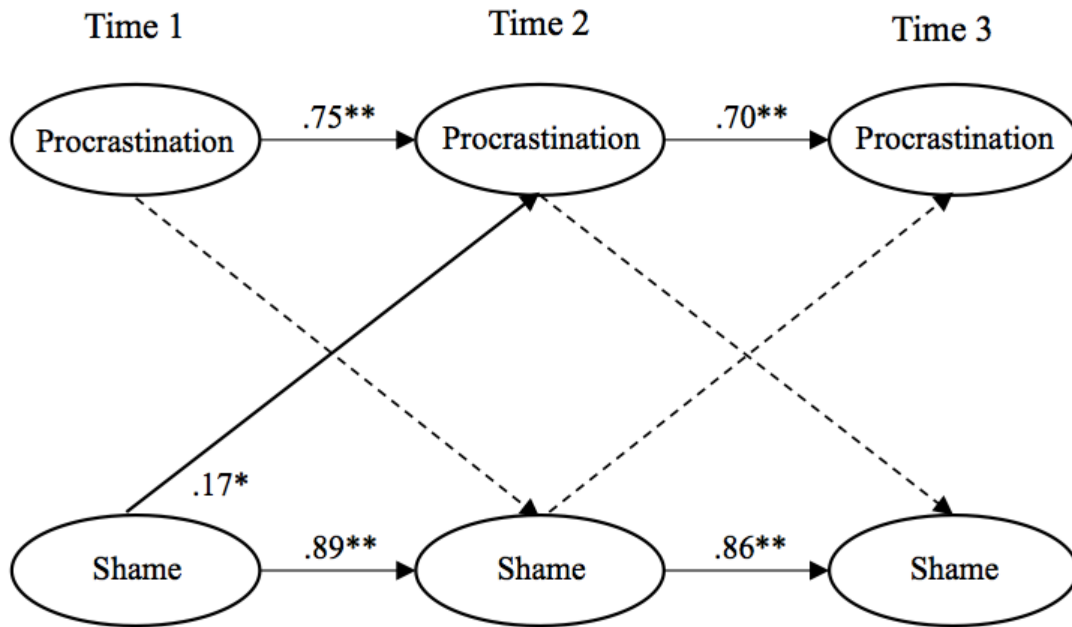 Time 1
Time 2
Time 3
Procrastination
.75**
Procrastination
.70**
Procrastination
.17*
Shame
.89**
Shame
.86**
Shame